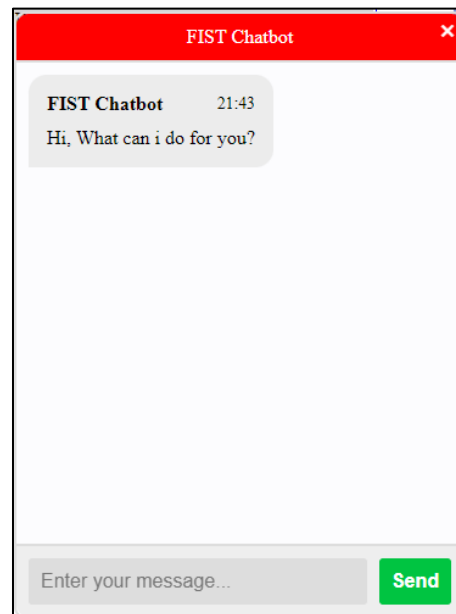 FIST Chatbot ×
FIST Chatbot 21:43
Hi, What can i do for you?
Enter your message... Send